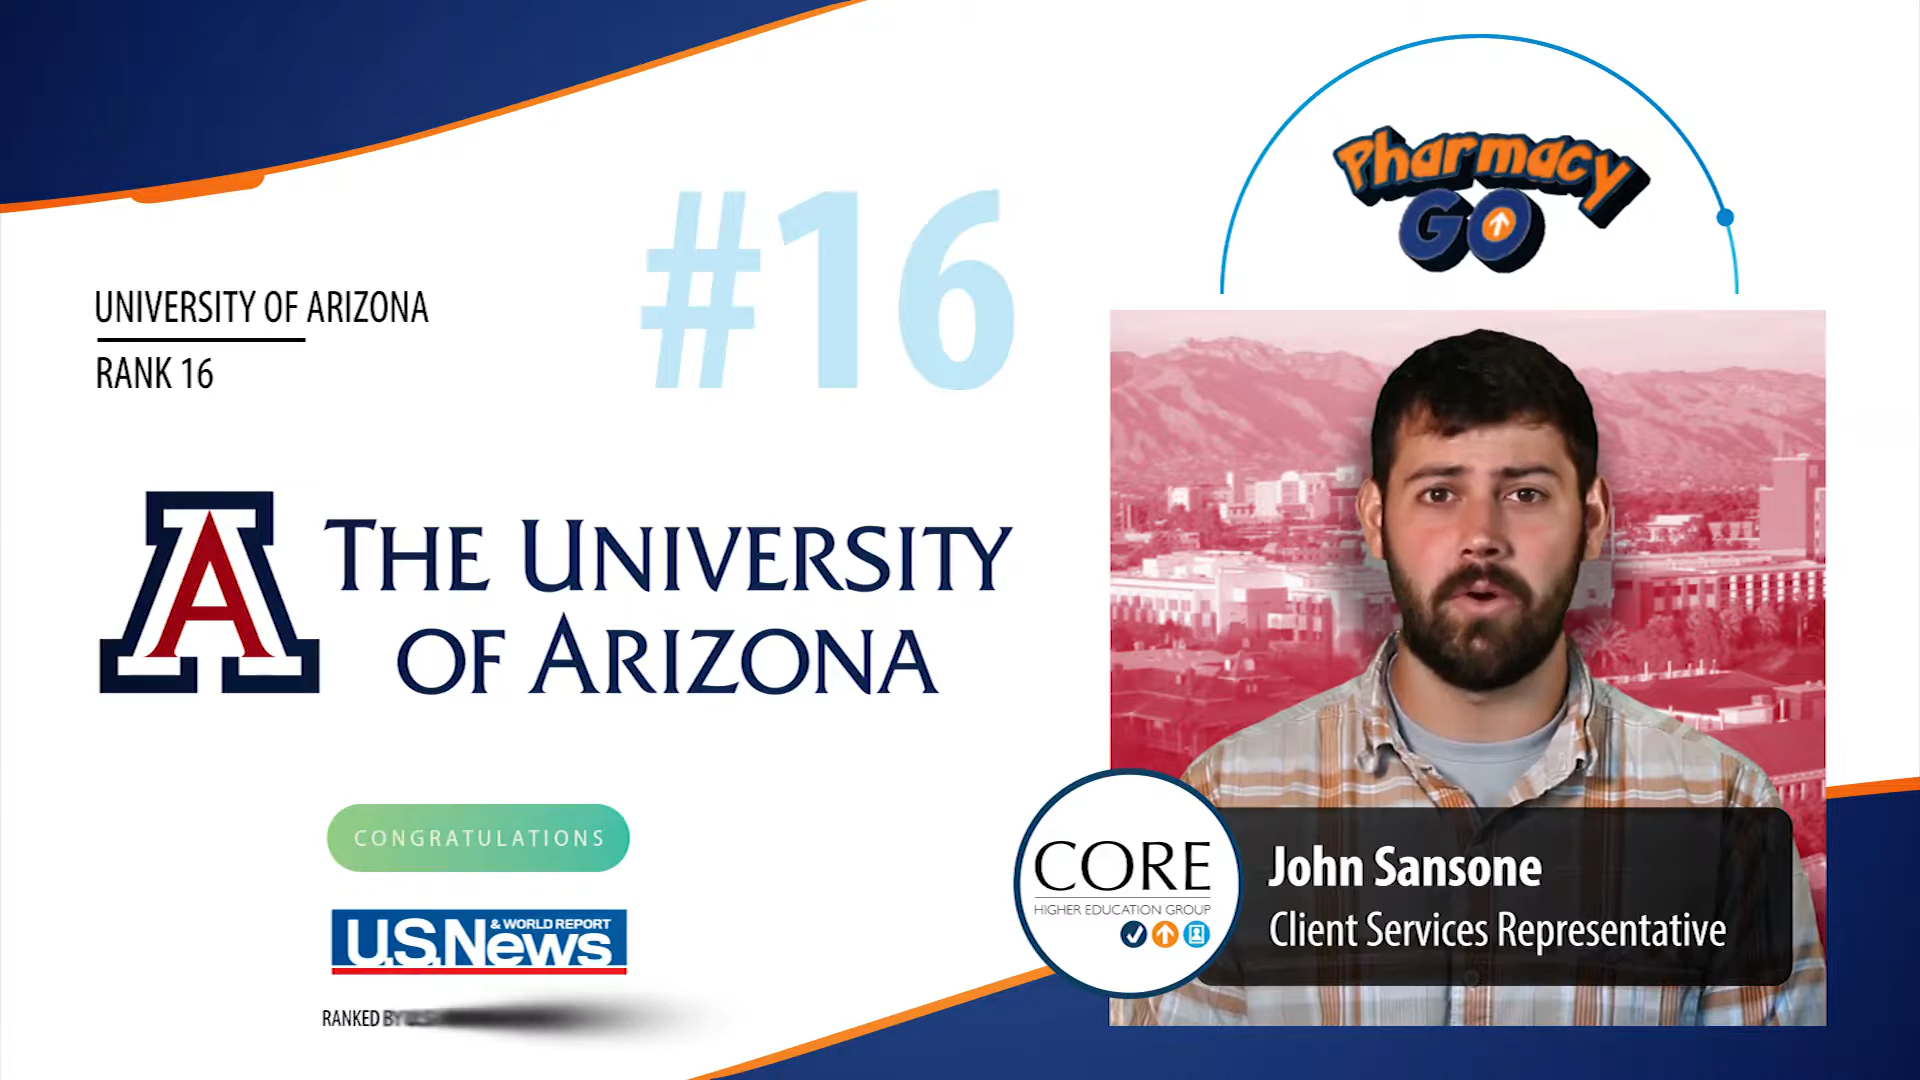 #16
UNIVERSITY OF ARIZONA
RANK 16
Pharmacy
GO
A
THE UNIVERSITY
OF ARIZONA
CONGRATULATIONS
U.S. News
& WORLD REPORT
RANKED BY
CORE
HIGHER EDUCATION GROUP
John Sansone
Client Services Representative